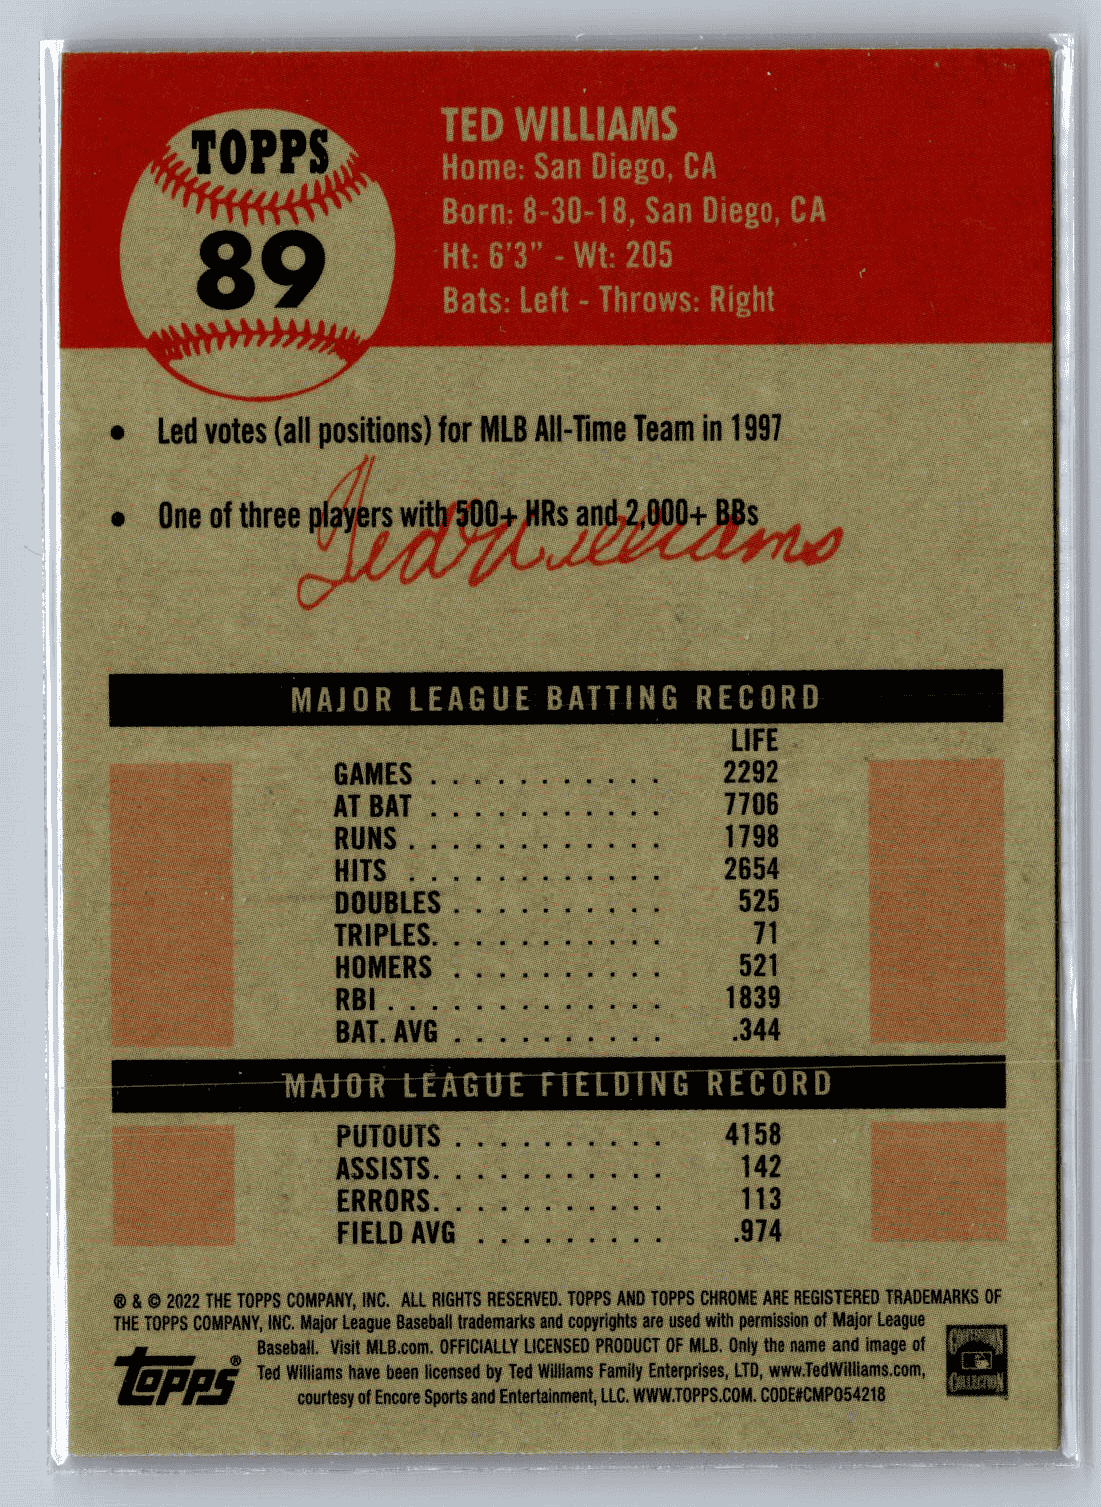 TOPPS
89
TED WILLIAMS
Home: San Diego, CA
Born: 8-30-18, San Diego, CA
Ht: 6'3" - Wt: 205
Bats: Left - Throws: Right
• Led votes (all positions) for MLB All-Time Team in 1997
• One of three players with 500+ HRs and 2,000+ BBs
Ted Williams
MAJOR LEAGUE BATTING RECORD
LIFE
GAMES . . . . . . . . . . . 2292
AT BAT . . . . . . . . . . . 7706
RUNS . . . . . . . . . . . . 1798
HITS . . . . . . . . . . . . 2654
DOUBLES . . . . . . . . . . 525
TRIPLES. . . . . . . . . . . 71
HOMERS . . . . . . . . . . 521
RBI . . . . . . . . . . . . . 1839
BAT. AVG . . . . . . . . . . .344
MAJOR LEAGUE FIELDING RECORD
PUTOUTS . . . . . . . . . . 4158
ASSISTS. . . . . . . . . . . 142
ERRORS. . . . . . . . . . . 113
FIELD AVG . . . . . . . . . .974
® & © 2022 THE TOPPS COMPANY, INC. ALL RIGHTS RESERVED. TOPPS AND TOPPS CHROME ARE REGISTERED TRADEMARKS OF
THE TOPPS COMPANY, INC. Major League Baseball trademarks and copyrights are used with permission of Major League
Baseball. Visit MLB.com. OFFICIALLY LICENSED PRODUCT OF MLB. Only the name and image of
Ted Williams have been licensed by Ted Williams Family Enterprises, LTD, www.TedWilliams.com,
courtesy of Encore Sports and Entertainment, LLC. WWW.TOPPS.COM. CODE#CMP054218
TOPPS®
COOPERSTOWN
COLLECTION